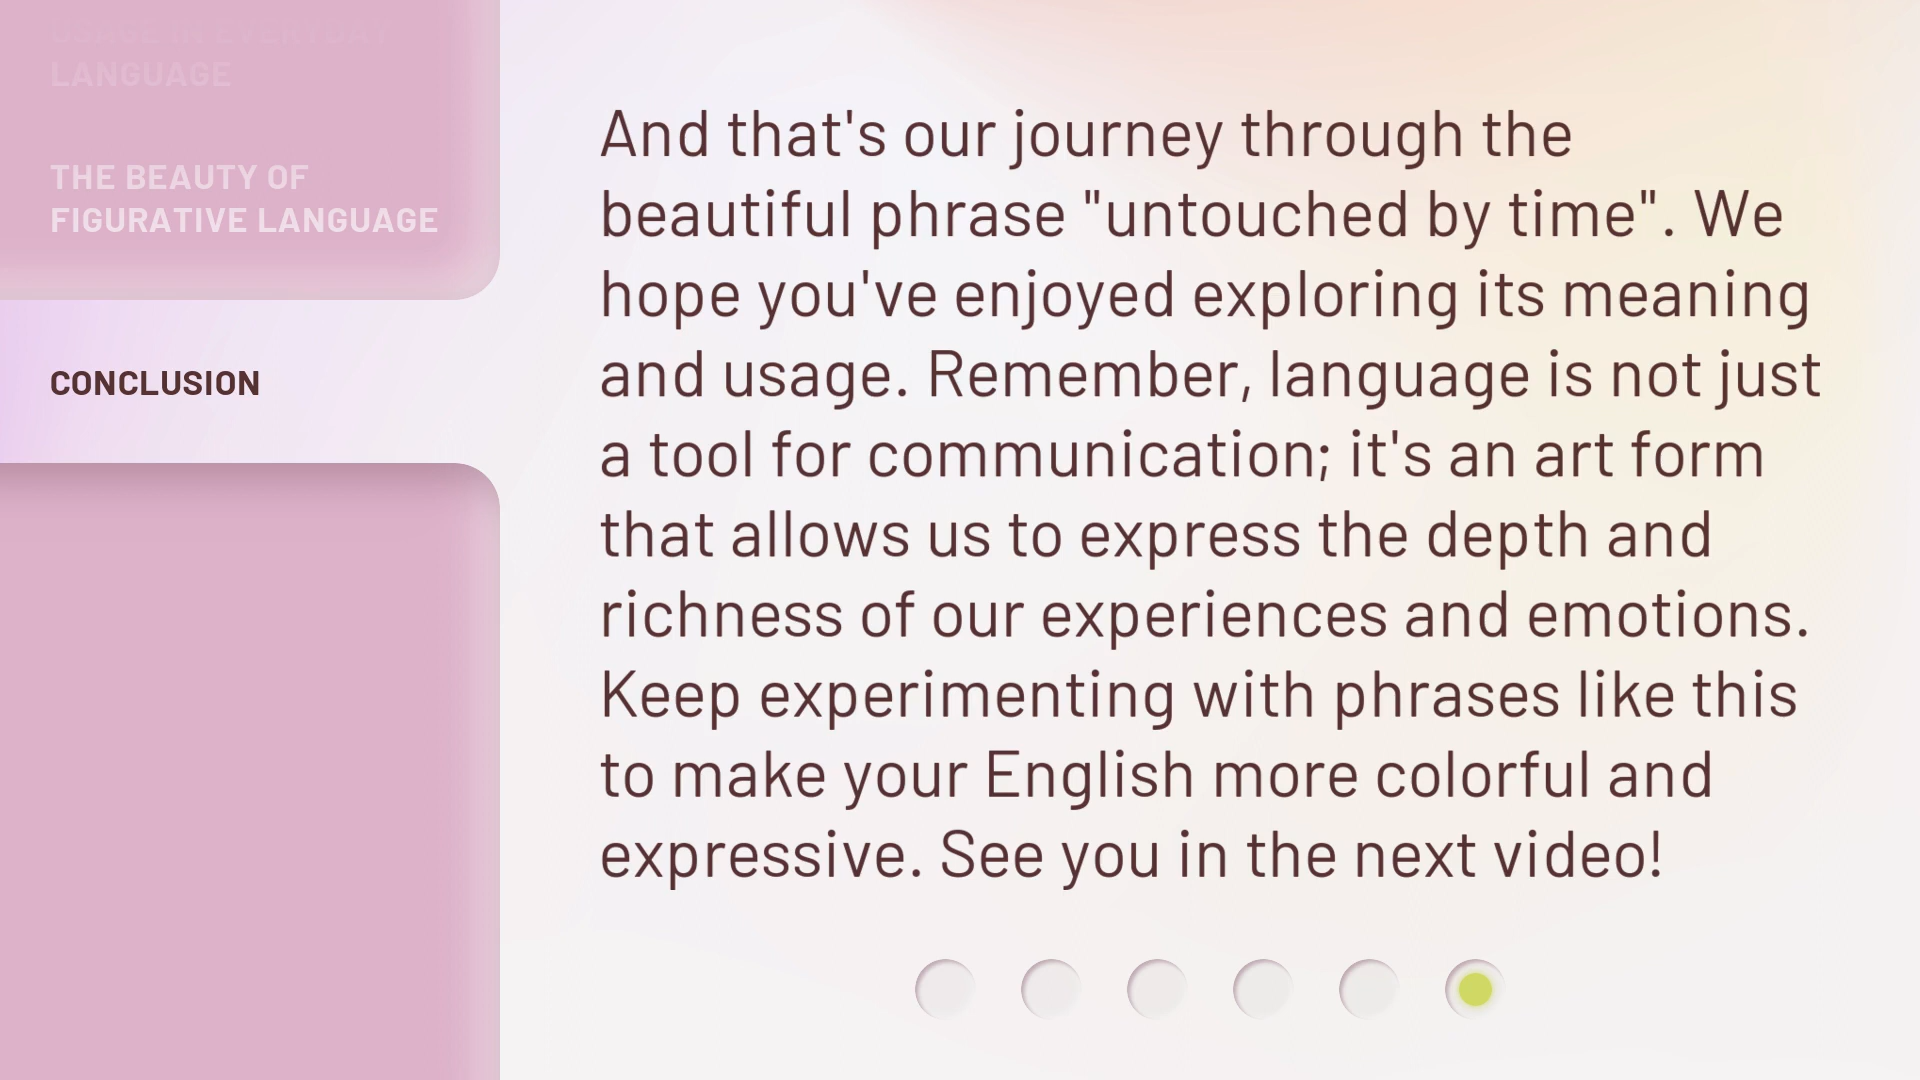 USAGE IN EVERYDAY
LANGUAGE
THE BEAUTY OF
FIGURATIVE LANGUAGE
CONCLUSION
And that's our journey through the
beautiful phrase "untouched by time". We
hope you've enjoyed exploring its meaning
and usage. Remember, language is not just
a tool for communication; it's an art form
that allows us to express the depth and
richness of our experiences and emotions.
Keep experimenting with phrases like this
to make your English more colorful and
expressive. See you in the next video!